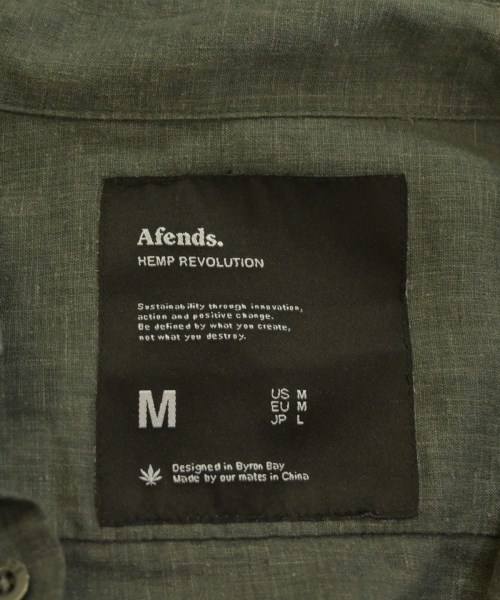 Afends.
HEMP REVOLUTION
Sustainability through innovation,
action and positive change.
Be defined by what you create,
not what you destroy.
M
US M
EU M
JP L
Designed in Byron Bay
Made by our mates in China